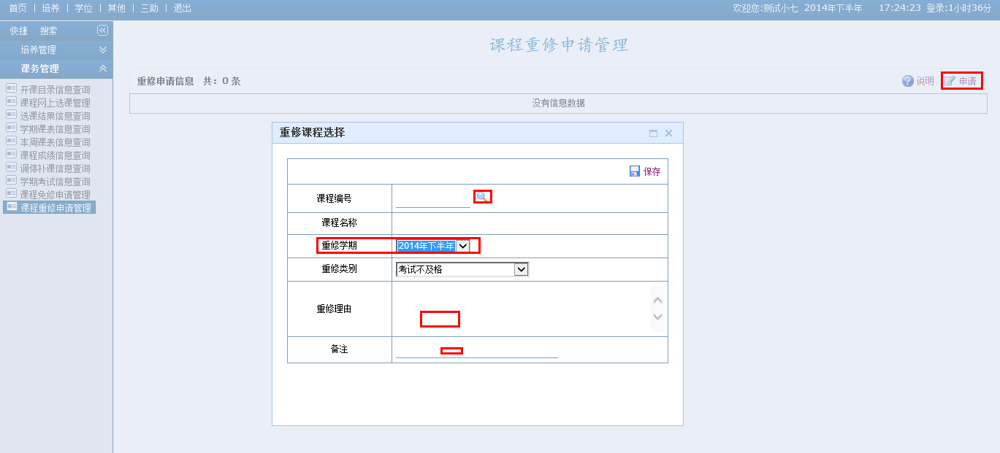 首页 | 培养 | 学位 | 其他 | 三助 | 退出
欢迎您:测试小七 2014年下半年 17:24:23 登录:1小时36分
快捷 搜索
培养管理
课务管理
开课目录信息查询
课程网上选课管理
选课结果信息查询
学期课表信息查询
本周课表信息查询
课程成绩信息查询
调停补课信息查询
学期考试信息查询
课程免修申请管理
课程重修申请管理
课程重修申请管理
重修申请信息 共：0 条
说明 申请
没有信息数据
重修课程选择
保存
课程编号
课程名称
重修学期 2014年下半年
重修类别 考试不及格
重修理由
备注